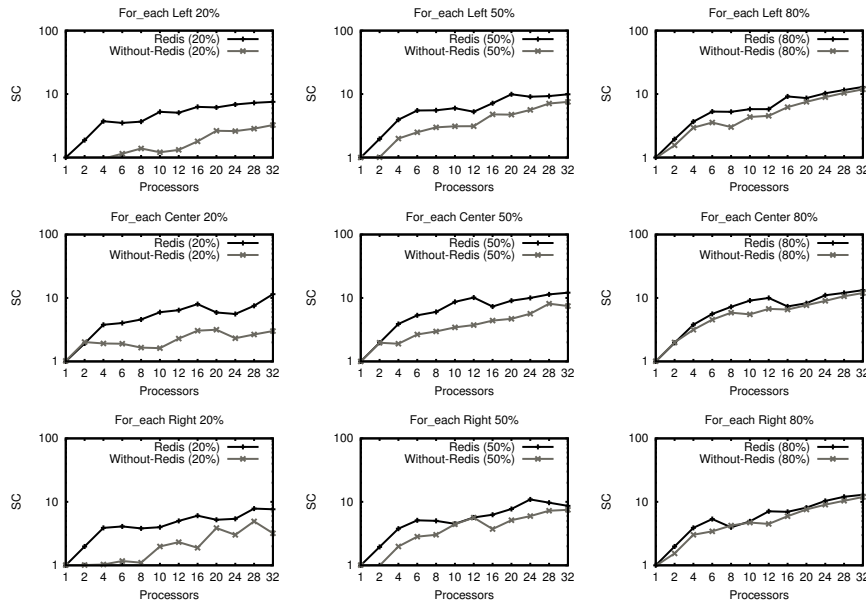 For_each Left 20%
100
10
1
SC
Redis (20%)
Without-Redis (20%)
1 2 4 6 8 10 12 16 20 24 28 32
Processors
For_each Left 50%
100
10
1
SC
Redis (50%)
Without-Redis (50%)
1 2 4 6 8 10 12 16 20 24 28 32
Processors
For_each Left 80%
100
10
1
SC
Redis (80%)
Without-Redis (80%)
1 2 4 6 8 10 12 16 20 24 28 32
Processors
For_each Center 20%
100
10
1
SC
Redis (20%)
Without-Redis (20%)
1 2 4 6 8 10 12 16 20 24 28 32
Processors
For_each Center 50%
100
10
1
SC
Redis (50%)
Without-Redis (50%)
1 2 4 6 8 10 12 16 20 24 28 32
Processors
For_each Center 80%
100
10
1
SC
Redis (80%)
Without-Redis (80%)
1 2 4 6 8 10 12 16 20 24 28 32
Processors
For_each Right 20%
100
10
1
SC
Redis (20%)
Without-Redis (20%)
1 2 4 6 8 10 12 16 20 24 28 32
Processors
For_each Right 50%
100
10
1
SC
Redis (50%)
Without-Redis (50%)
1 2 4 6 8 10 12 16 20 24 28 32
Processors
For_each Right 80%
100
10
1
SC
Redis (80%)
Without-Redis (80%)
1 2 4 6 8 10 12 16 20 24 28 32
Processors